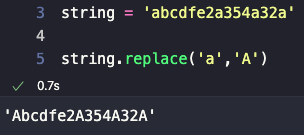 3 string = 'abcdfe2a354a32a'
4
5 string.replace('a','A')
✓ 0.7s
'Abcdfe2A354A32A'